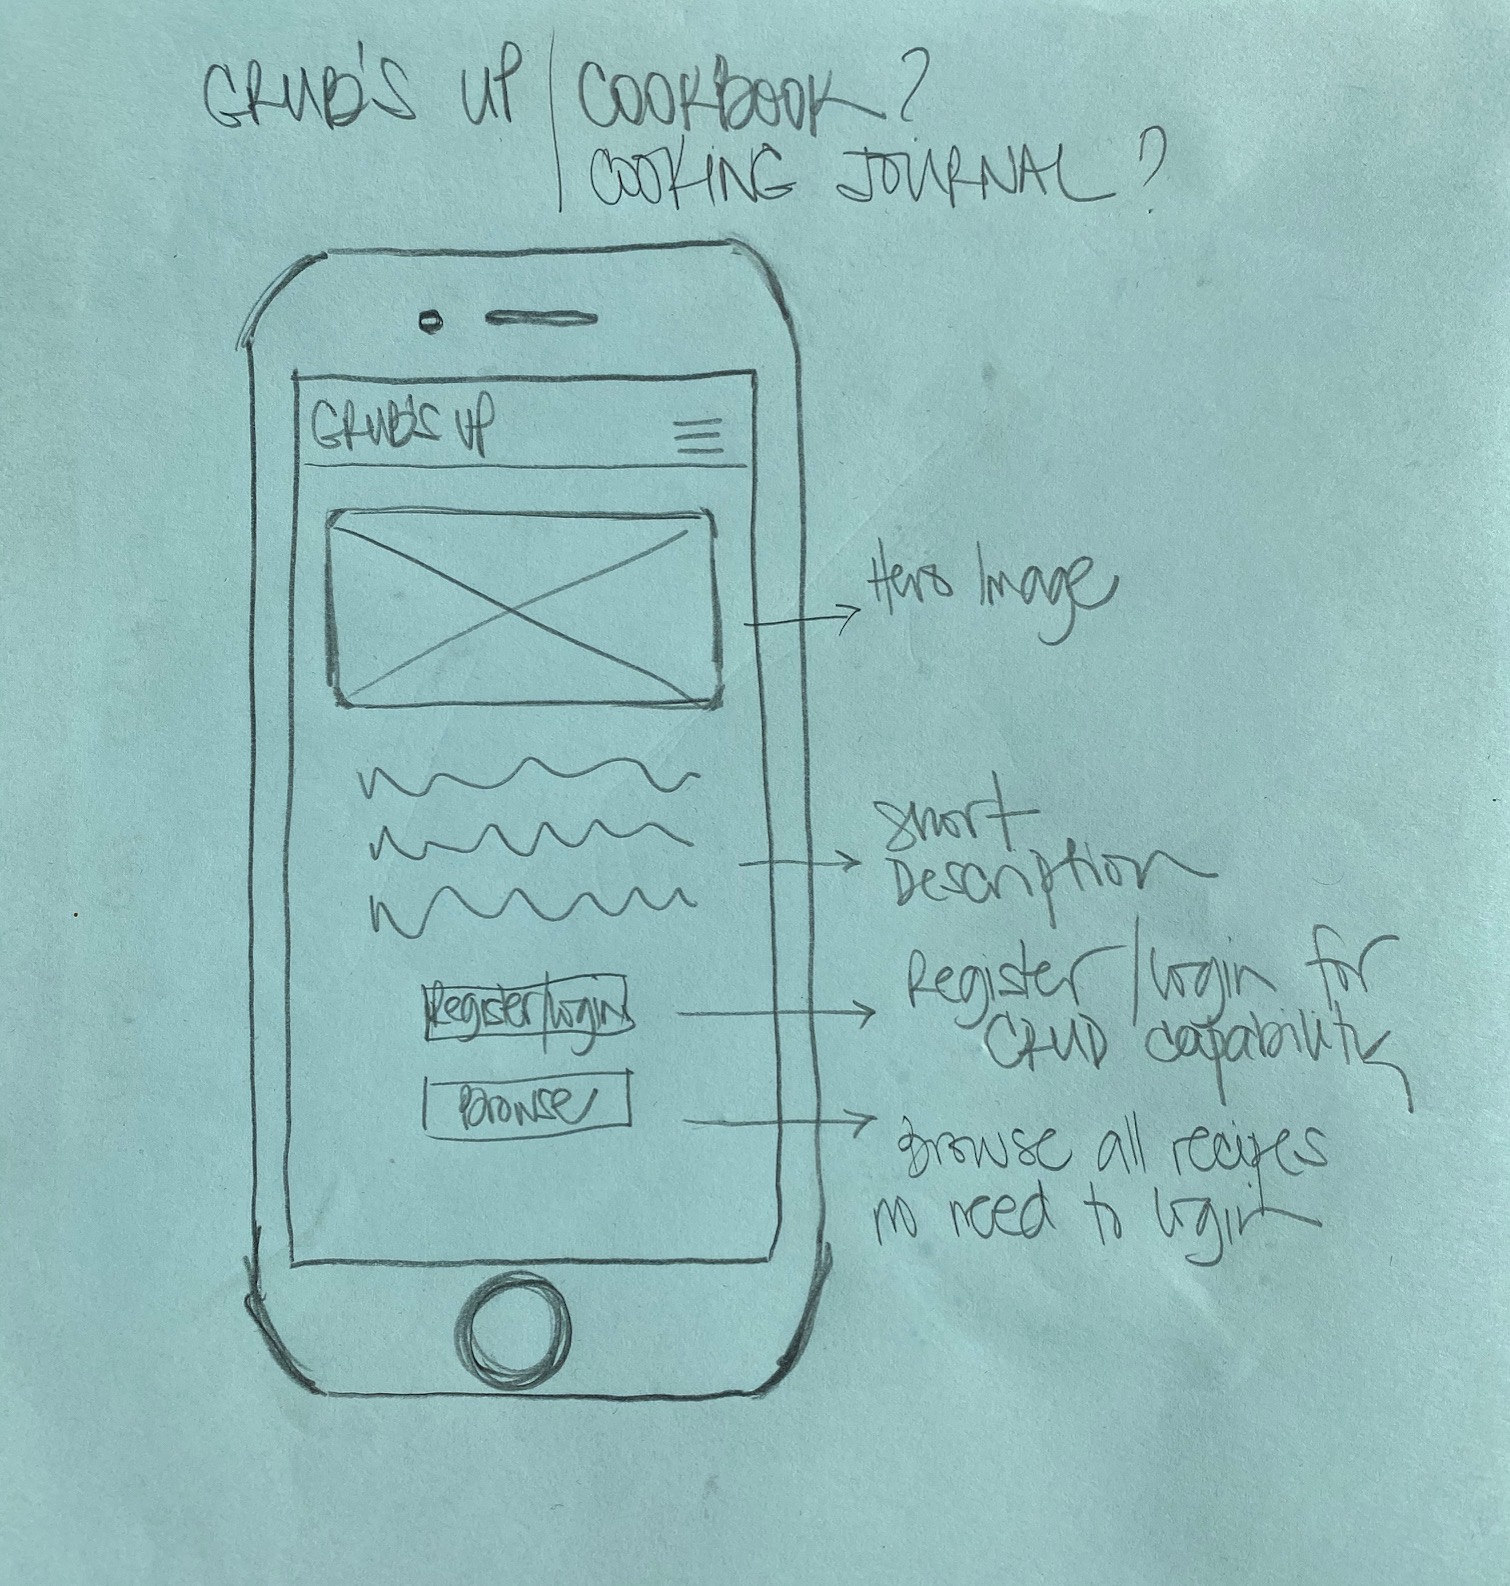 GRUB'S UP / COOKBOOK?
COOKING JOURNAL?
GRUB'S UP
Hero Image
Short
Description
Register/login
Register/login for
CRUD capability
Browse
Browse all recipes
no need to login